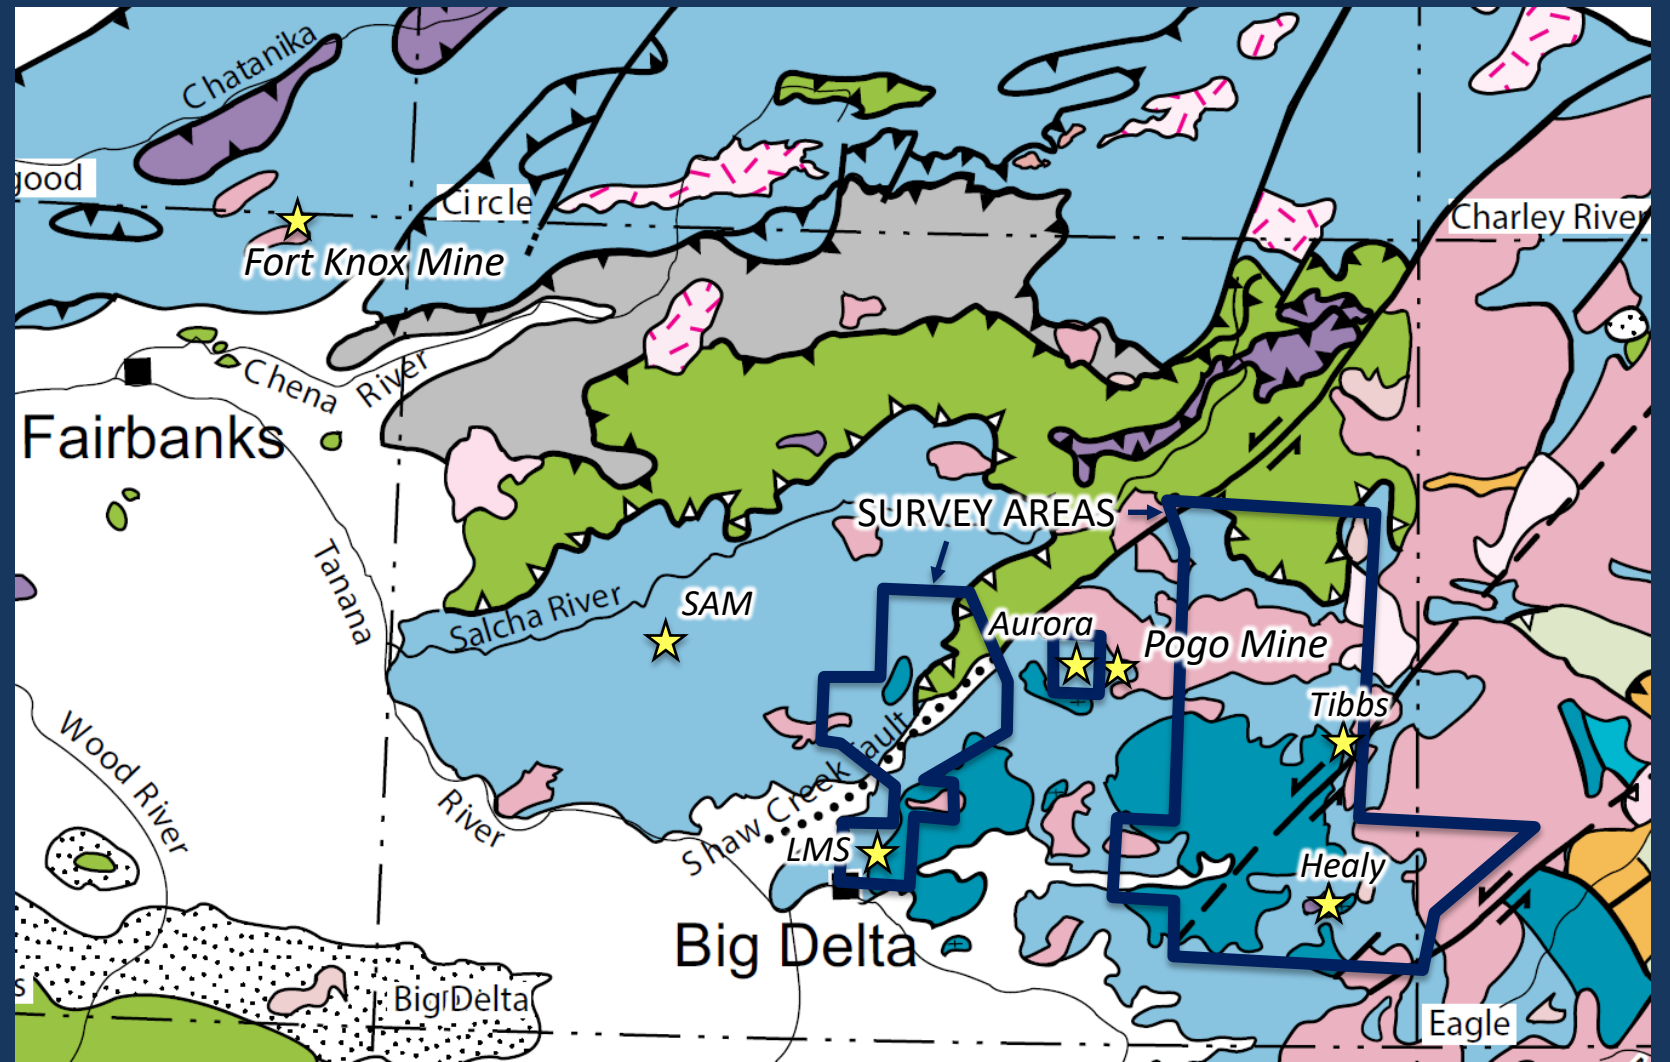 Chatanika
good
Circle
Charley River
Fort Knox Mine
Chena
River
Fairbanks
SURVEY AREAS
Tanana
Salcha River
SAM
Aurora
Pogo Mine
Tibbs
Wood River
River
Shaw Creek Fault
LMS
Healy
Big Delta
s
Big Delta
Eagle